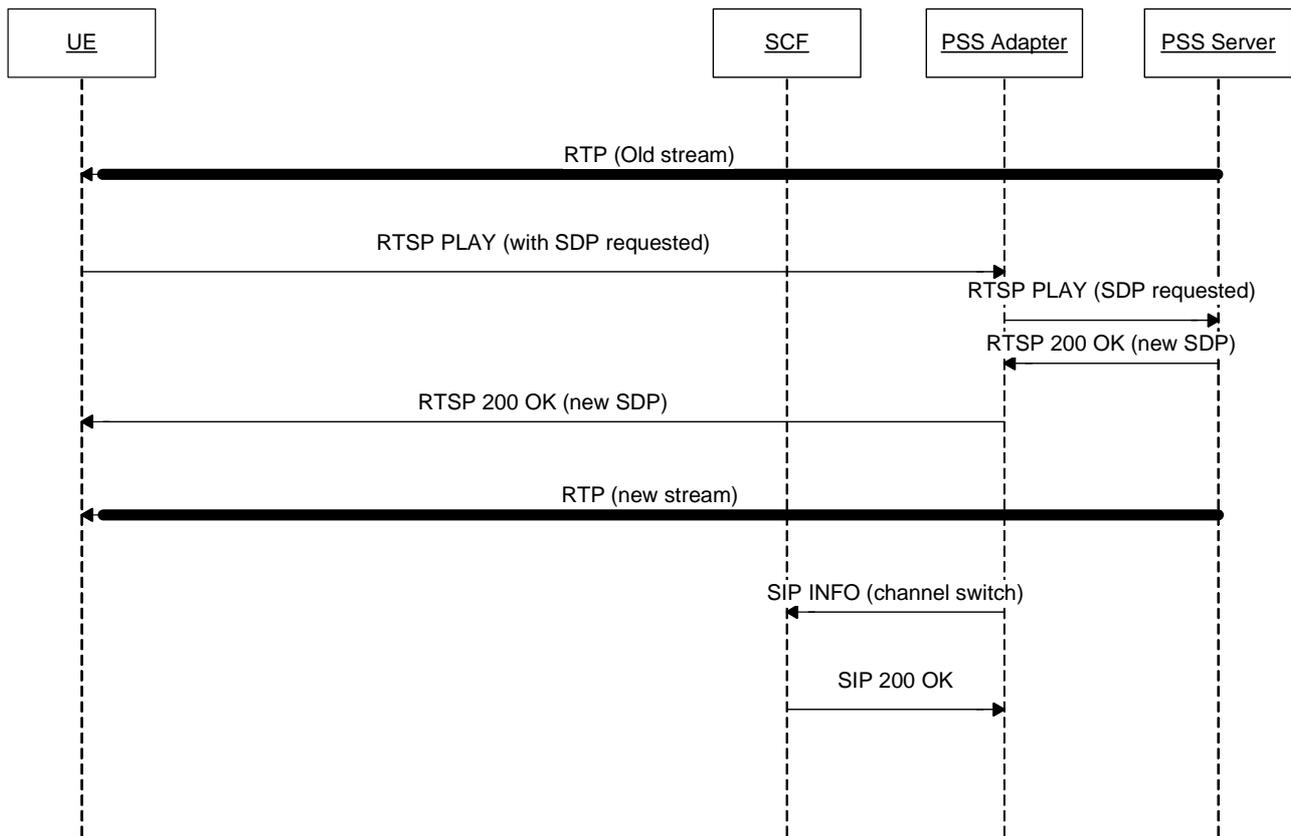 UE
SCF
PSS Adapter
PSS Server
RTP (Old stream)
RTSP PLAY (with SDP requested)
RTSP PLAY (SDP requested)
RTSP 200 OK (new SDP)
RTSP 200 OK (new SDP)
RTP (new stream)
SIP INFO (channel switch)
SIP 200 OK